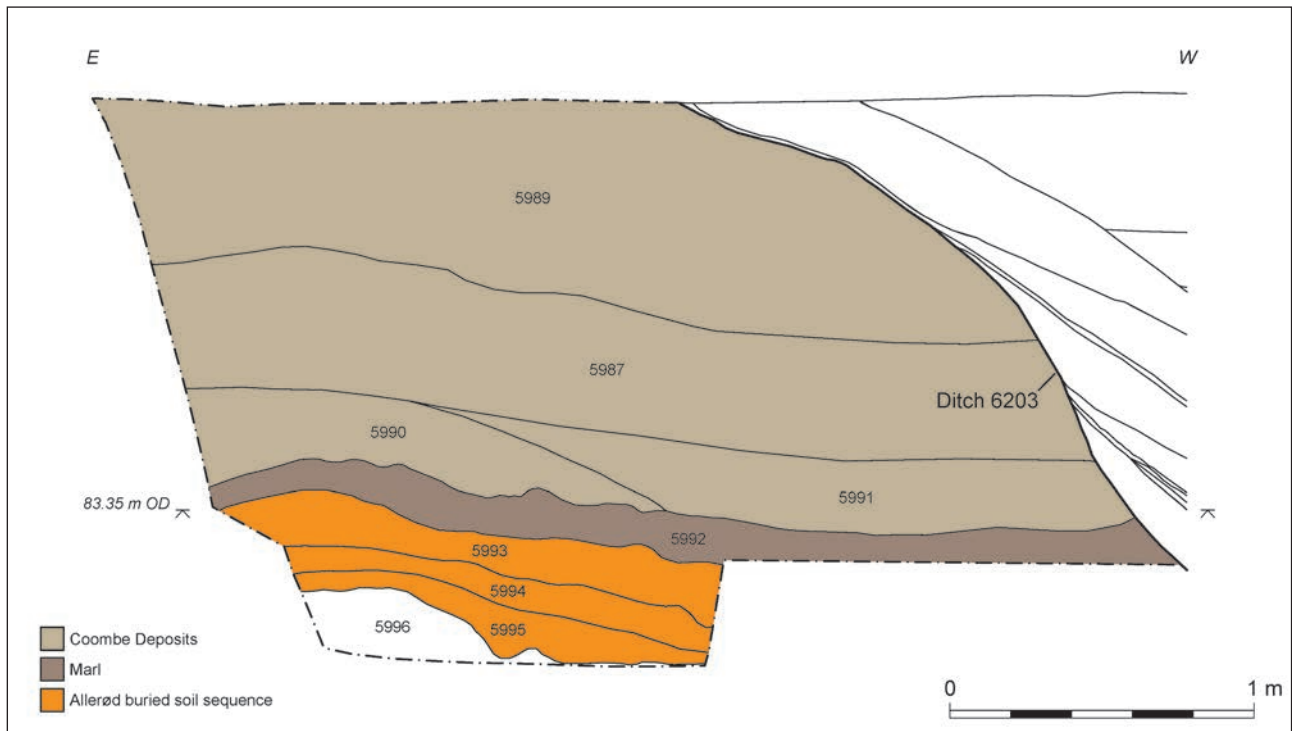 E
W
5989
5987
Ditch 6203
5990
5991
83.35 m OD
5992
5993
5994
5996
5995
Coombe Deposits
Marl
Allerød buried soil sequence
0
1 m